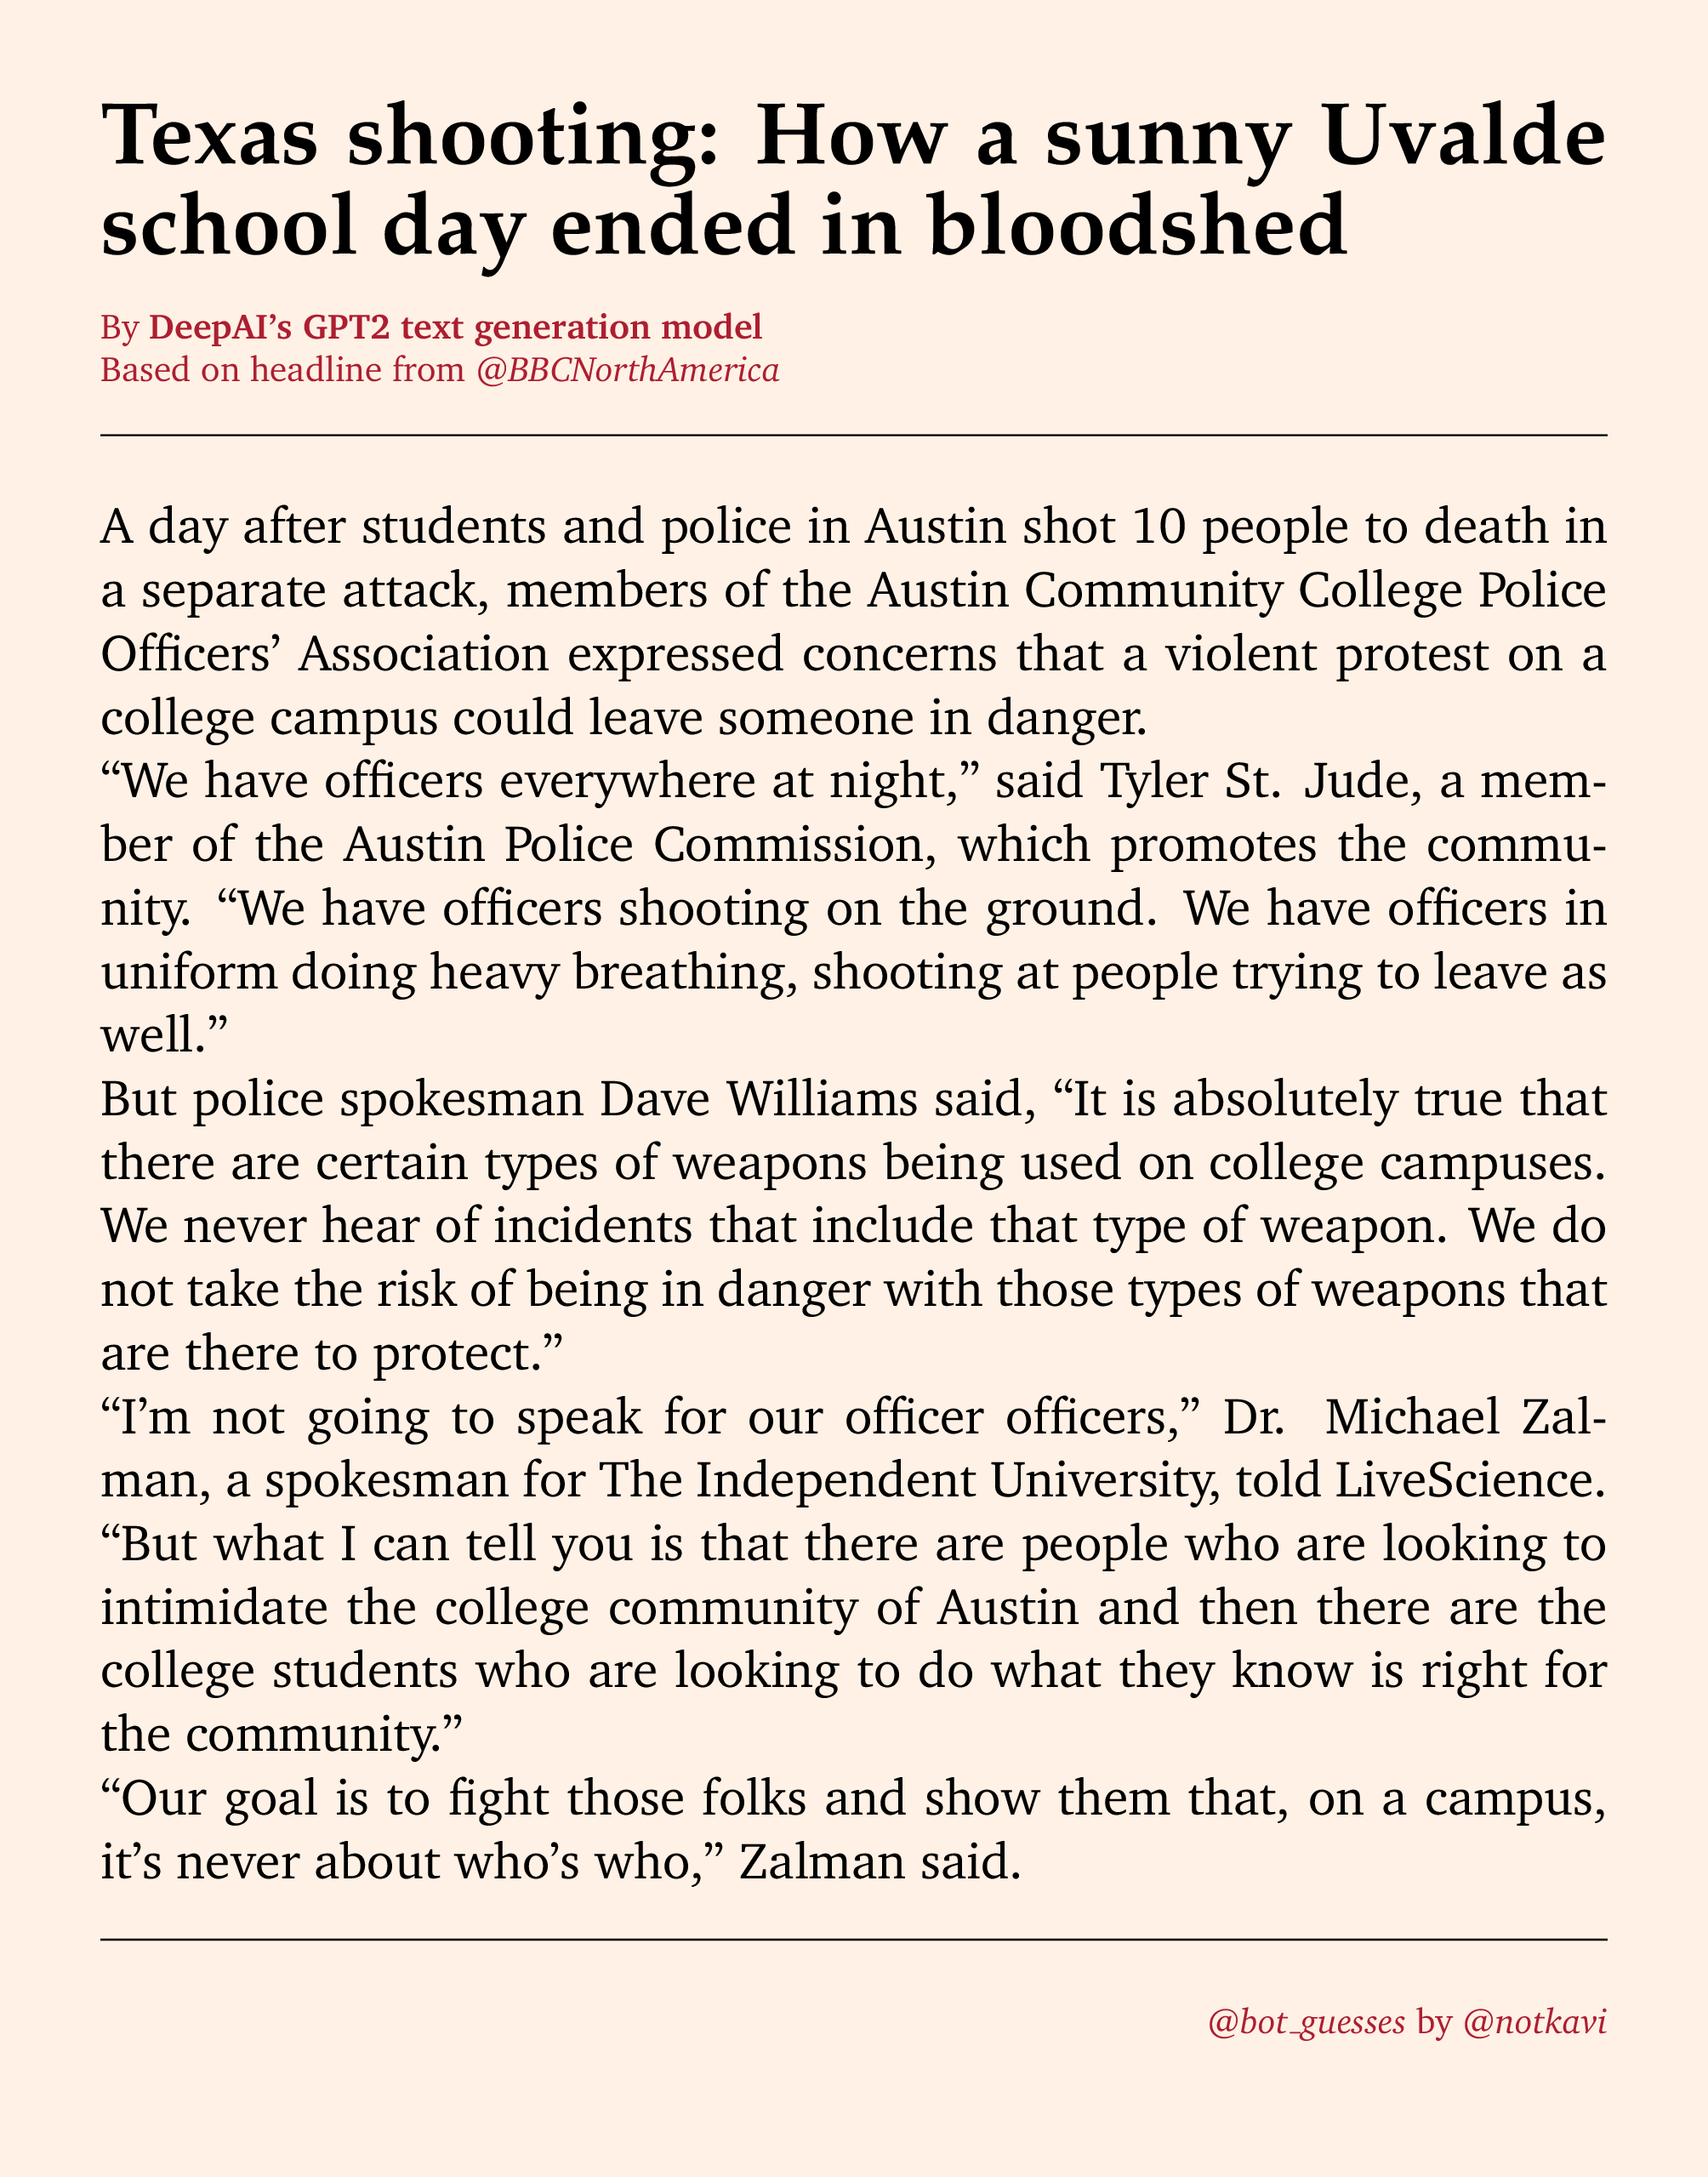 Texas shooting: How a sunny Uvalde
school day ended in bloodshed
By DeepAI’s GPT2 text generation model
Based on headline from @BBCNorthAmerica
A day after students and police in Austin shot 10 people to death in
a separate attack, members of the Austin Community College Police
Officers’ Association expressed concerns that a violent protest on a
college campus could leave someone in danger.
“We have officers everywhere at night,” said Tyler St. Jude, a mem-
ber of the Austin Police Commission, which promotes the commu-
nity. “We have officers shooting on the ground. We have officers in
uniform doing heavy breathing, shooting at people trying to leave as
well.”
But police spokesman Dave Williams said, “It is absolutely true that
there are certain types of weapons being used on college campuses.
We never hear of incidents that include that type of weapon. We do
not take the risk of being in danger with those types of weapons that
are there to protect.”
“I’m not going to speak for our officer officers,” Dr. Michael Zal-
man, a spokesman for The Independent University, told LiveScience.
“But what I can tell you is that there are people who are looking to
intimidate the college community of Austin and then there are the
college students who are looking to do what they know is right for
the community.”
“Our goal is to fight those folks and show them that, on a campus,
it’s never about who’s who,” Zalman said.
@bot_guesses by @notkavi